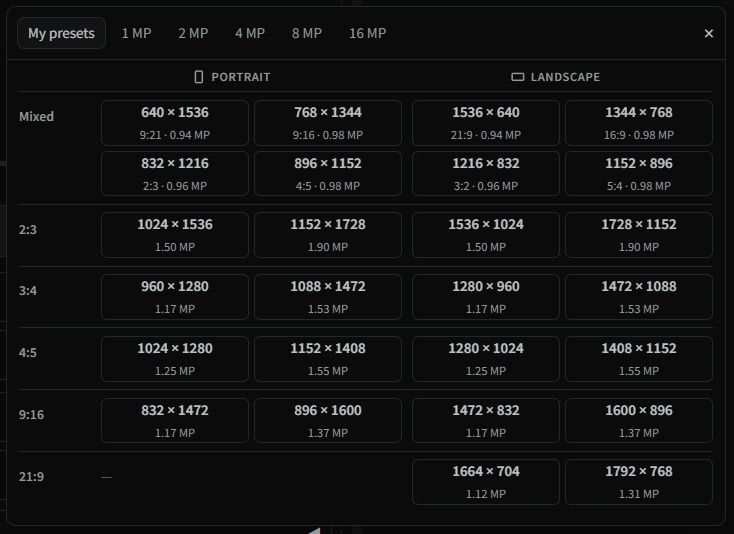 My presets 1 MP 2 MP 4 MP 8 MP 16 MP ×
PORTRAIT LANDSCAPE
Mixed
640 × 1536 768 × 1344 1536 × 640 1344 × 768
9:21 · 0.94 MP 9:16 · 0.98 MP 21:9 · 0.94 MP 16:9 · 0.98 MP
832 × 1216 896 × 1152 1216 × 832 1152 × 896
2:3 · 0.96 MP 4:5 · 0.98 MP 3:2 · 0.96 MP 5:4 · 0.98 MP
2:3
1024 × 1536 1152 × 1728 1536 × 1024 1728 × 1152
1.50 MP 1.90 MP 1.50 MP 1.90 MP
3:4
960 × 1280 1088 × 1472 1280 × 960 1472 × 1088
1.17 MP 1.53 MP 1.17 MP 1.53 MP
4:5
1024 × 1280 1152 × 1408 1280 × 1024 1408 × 1152
1.25 MP 1.55 MP 1.25 MP 1.55 MP
9:16
832 × 1472 896 × 1600 1472 × 832 1600 × 896
1.17 MP 1.37 MP 1.17 MP 1.37 MP
21:9
— 1664 × 704 1792 × 768
1.12 MP 1.31 MP